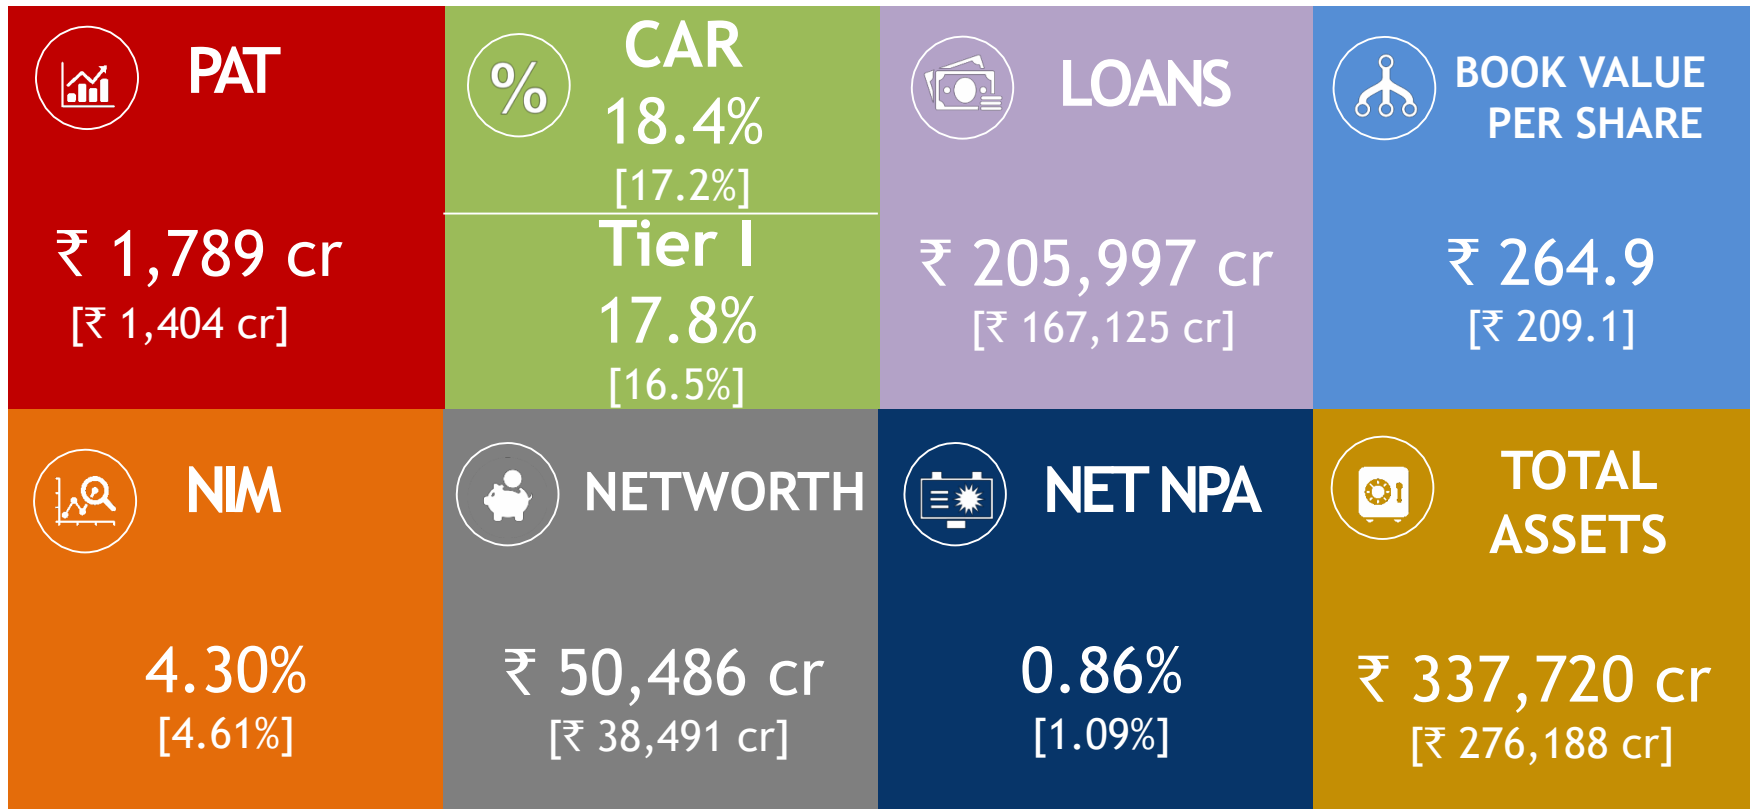 PAT
₹ 1,789 cr
[₹ 1,404 cr]
%
CAR
18.4%
[17.2%]
Tier I
17.8%
[16.5%]
LOANS
₹ 205,997 cr
[₹ 167,125 cr]
BOOK VALUE
PER SHARE
₹ 264.9
[₹ 209.1]
NIM
4.30%
[4.61%]
NETWORTH
₹ 50,486 cr
[₹ 38,491 cr]
NET NPA
0.86%
[1.09%]
TOTAL
ASSETS
₹ 337,720 cr
[₹ 276,188 cr]